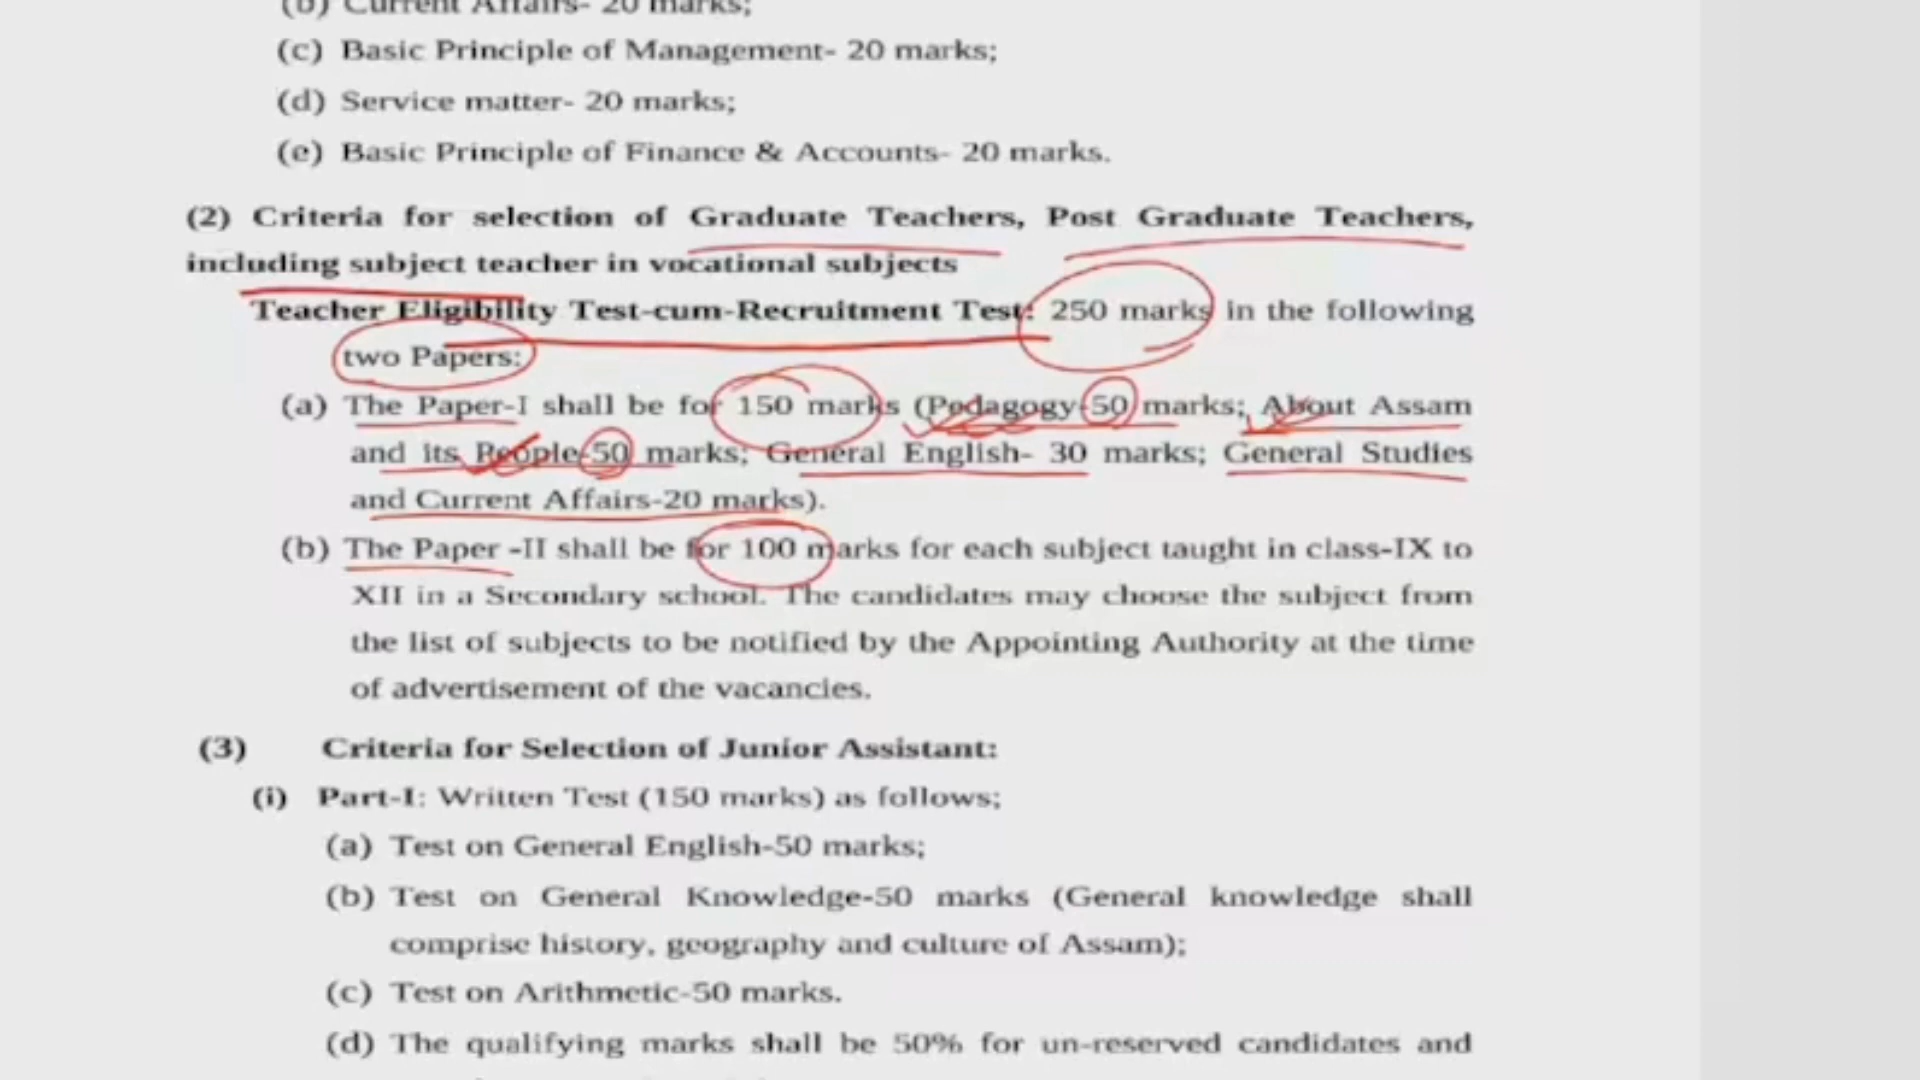 (b) Current Affairs- 20 marks;
(c) Basic Principle of Management- 20 marks;
(d) Service matter- 20 marks;
(e) Basic Principle of Finance & Accounts- 20 marks.
(2) Criteria for selection of Graduate Teachers, Post Graduate Teachers,
including subject teacher in vocational subjects
Teacher Eligibility Test-cum-Recruitment Test: 250 marks in the following
two Papers:
(a) The Paper-I shall be for 150 marks (Pedagogy-50 marks; About Assam
and its People-50 marks; General English- 30 marks; General Studies
and Current Affairs-20 marks).
(b) The Paper -II shall be for 100 marks for each subject taught in class-IX to
XII in a Secondary school. The candidates may choose the subject from
the list of subjects to be notified by the Appointing Authority at the time
of advertisement of the vacancies.
(3) Criteria for Selection of Junior Assistant:
(i) Part-I: Written Test (150 marks) as follows;
(a) Test on General English-50 marks;
(b) Test on General Knowledge-50 marks (General knowledge shall
comprise history, geography and culture of Assam);
(c) Test on Arithmetic-50 marks.
(d) The qualifying marks shall be 50% for un-reserved candidates and